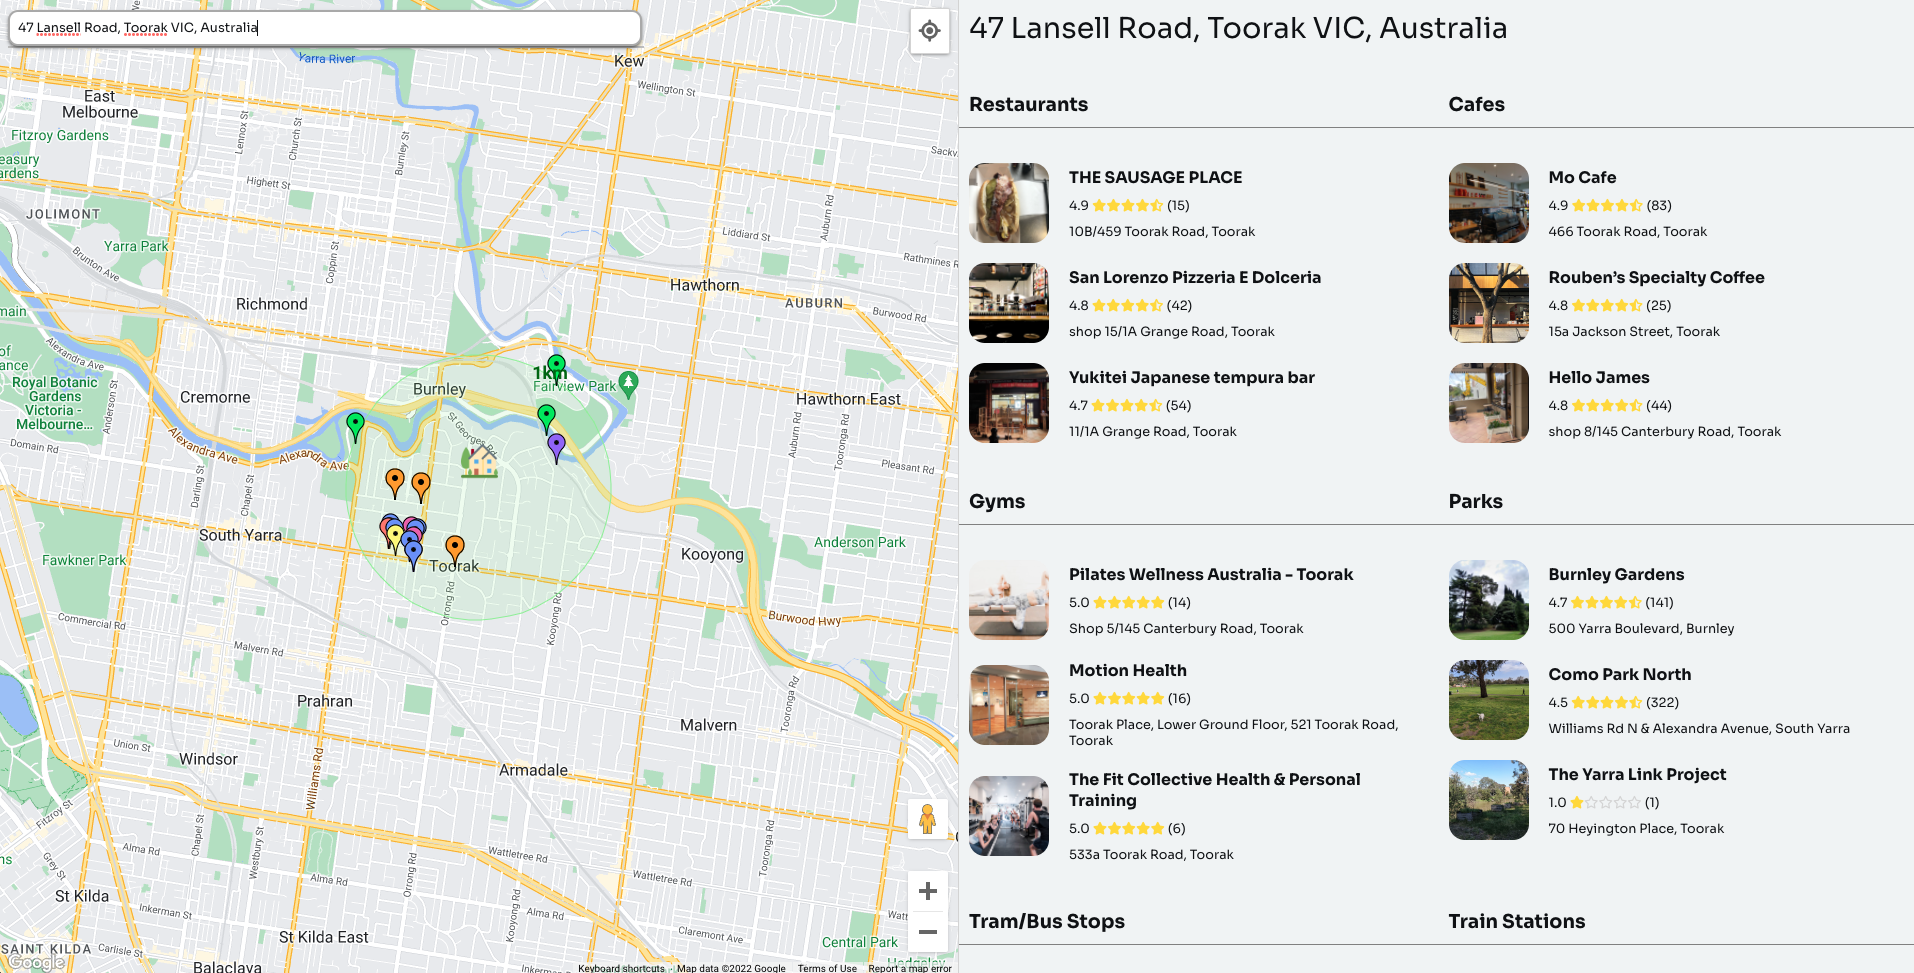 47 Lansell Road, Toorak VIC, Australia
Yarra River
Kew
Wellington St
East
Melbourne
Fitzroy Gardens
Lennox St
Church St
Burnley St
easury
ardens
Sackv
Highett St
JOLIMONT
Auburn Rd
Liddiard St
Yarra Park
Brunton Ave
Coppin St
Rathmines R
Hawthorn
AUBURN
Richmond
main
Burwood Rd
Alexandra Ave
of
ance
1km
Fairview Park
Royal Botanic
Gardens
Victoria -
Melbourne...
Anderson St
Burnley
Cremorne
Hawthorn East
St Georges Rd
Auburn Rd
Tooronga Rd
Domain Rd
Alexandra Ave
Alexandra Ave
Pleasant Rd
Darling St
Chapel St
South Yarra
Fawkner Park
Toorak
Kooyong
Anderson Park
Orrong Rd
Kooyong Rd
Commercial Rd
Burwood Hwy
Malvern Rd
Prahran
Malvern
Tooronga Rd
Union St
Windsor
Williams Rd
Armadale
Fitzroy St
Chapel St
Westbury St
Alma Rd
Orrong Rd
Wattletree Rd
Tooronga Rd
ns
Grey St
Alma Rd
Wattletree Rd
St Kilda
Kooyong Rd
Inkerman St
Alma Rd
Watt
St Kilda East
Claremont Ave
SAINT KILDA
Carlisle St
Central Park
Balaclava
Inkerman
Hedgeley
Google
Keyboard shortcuts
Map data ©2022 Google
Terms of Use
Report a map error
47 Lansell Road, Toorak VIC, Australia
Restaurants
THE SAUSAGE PLACE
4.9 (15)
10B/459 Toorak Road, Toorak
San Lorenzo Pizzeria E Dolceria
4.8 (42)
shop 15/1A Grange Road, Toorak
Yukitei Japanese tempura bar
4.7 (54)
11/1A Grange Road, Toorak
Cafes
Mo Cafe
4.9 (83)
466 Toorak Road, Toorak
Rouben's Specialty Coffee
4.8 (25)
15a Jackson Street, Toorak
Hello James
4.8 (44)
shop 8/145 Canterbury Road, Toorak
Gyms
Pilates Wellness Australia - Toorak
5.0 (14)
Shop 5/145 Canterbury Road, Toorak
Motion Health
5.0 (16)
Toorak Place, Lower Ground Floor, 521 Toorak Road,
Toorak
The Fit Collective Health & Personal
Training
5.0 (6)
533a Toorak Road, Toorak
Parks
Burnley Gardens
4.7 (141)
500 Yarra Boulevard, Burnley
Como Park North
4.5 (322)
Williams Rd N & Alexandra Avenue, South Yarra
The Yarra Link Project
1.0 (1)
70 Heyington Place, Toorak
Tram/Bus Stops
Train Stations